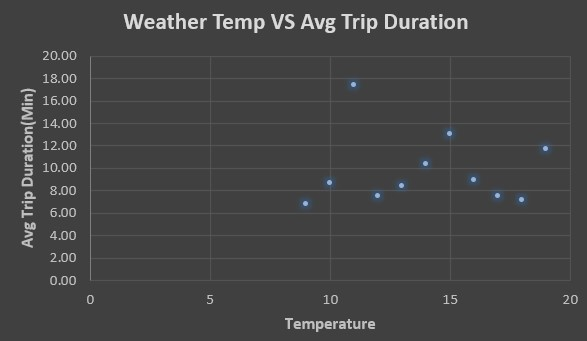 Weather Temp VS Avg Trip Duration
Avg Trip Duration(Min)
20.00
18.00
16.00
14.00
12.00
10.00
8.00
6.00
4.00
2.00
0.00
0 5 10 15 20
Temperature